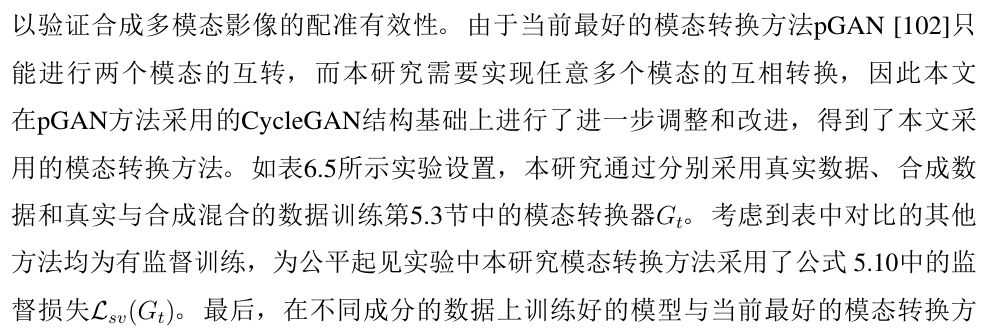 以验证合成多模态影像的配准有效性。由于当前最好的模态转换方法pGAN [102]只
能进行两个模态的互转，而本研究需要实现任意多个模态的互相转换，因此本文
在pGAN方法采用的CycleGAN结构基础上进行了进一步调整和改进，得到了本文采
用的模态转换方法。如表6.5所示实验设置，本研究通过分别采用真实数据、合成数
据和真实与合成混合的数据训练第5.3节中的模态转换器$G_t$。考虑到表中对比的其他
方法均为有监督训练，为公平起见实验中本研究模态转换方法采用了公式 5.10中的监
督损失$\mathcal{L}_{sv}(G_t)$。最后，在不同成分的数据上训练好的模型与当前最好的模态转换方